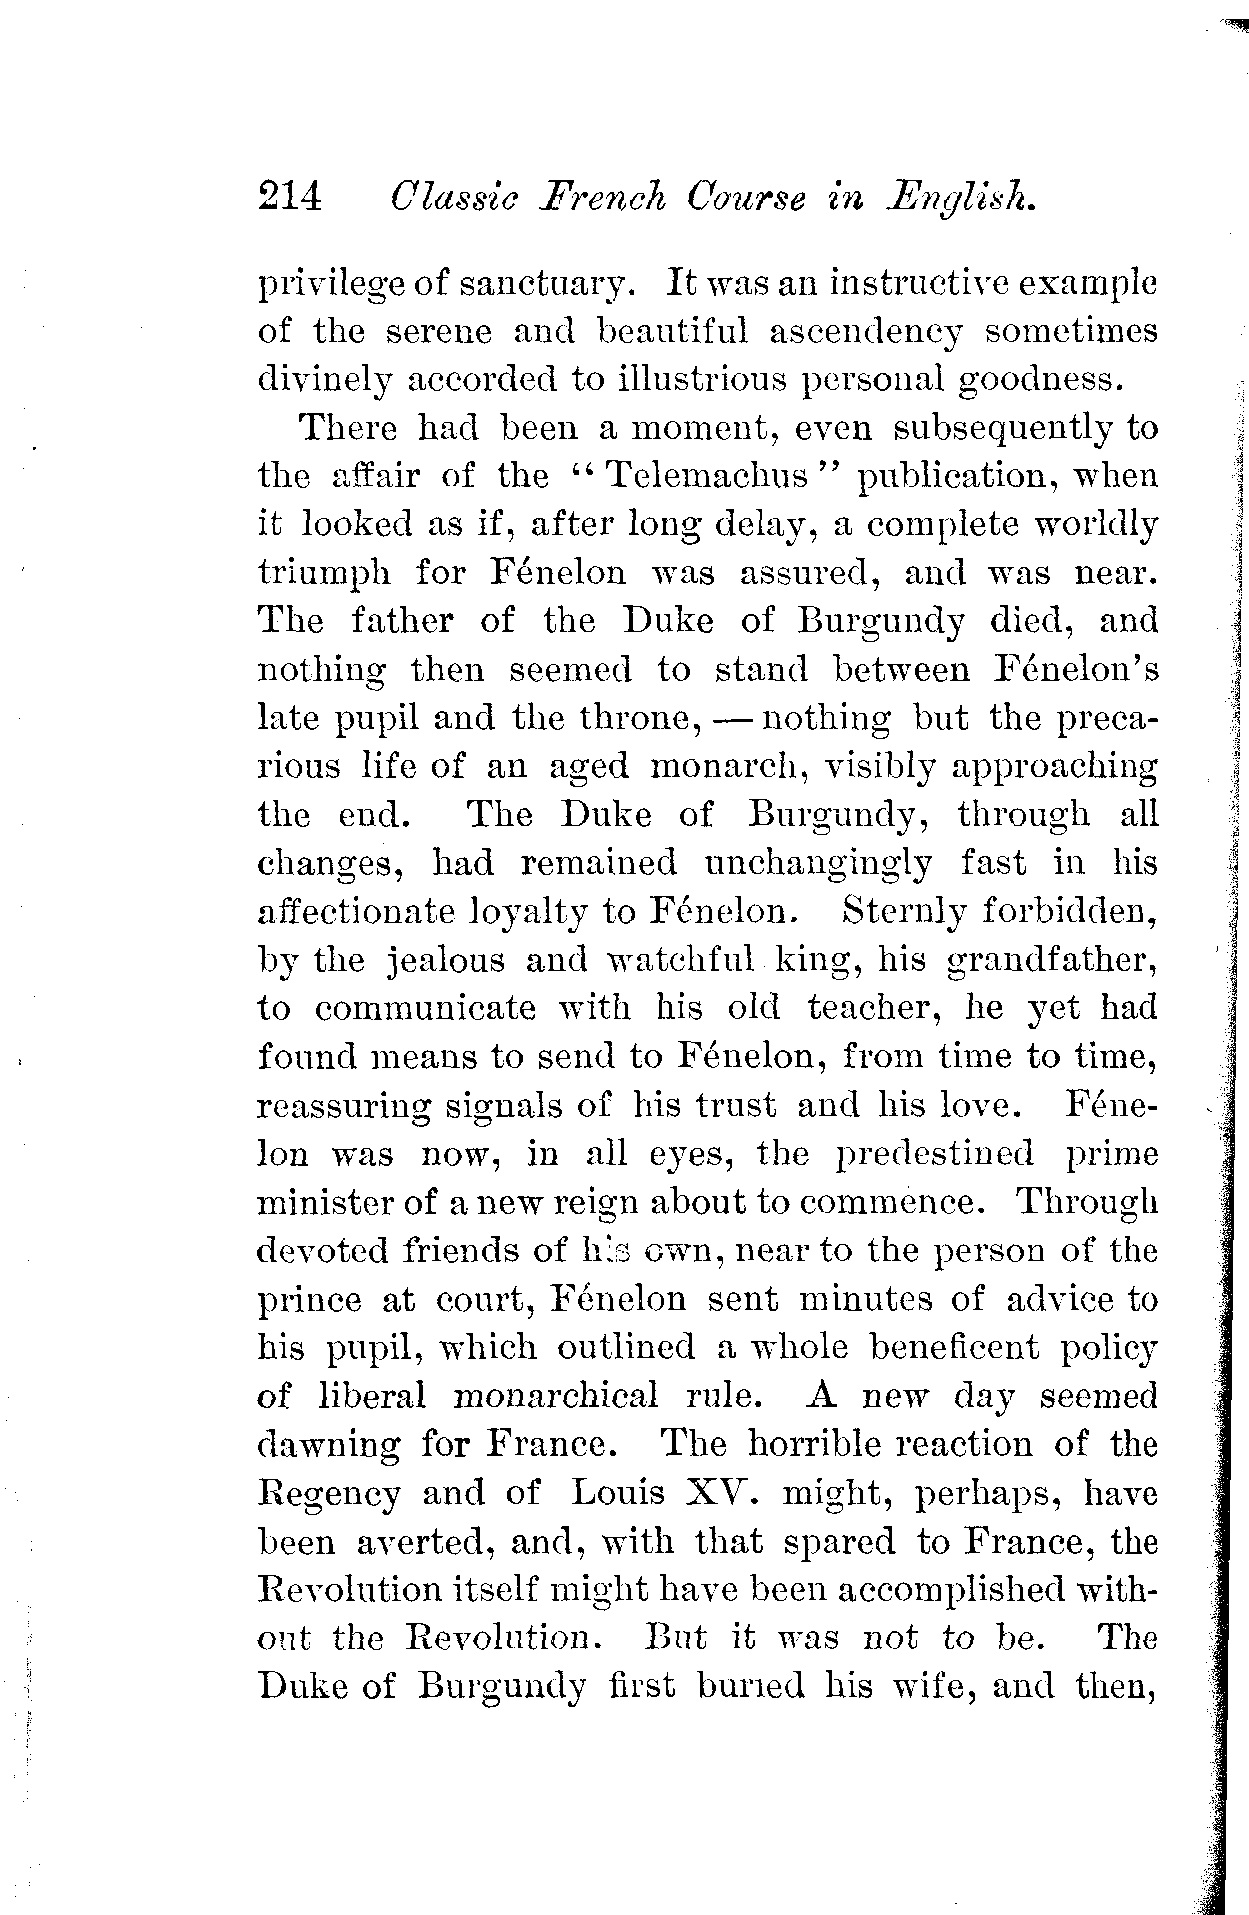 214 Classic French Course in English.
privilege of sanctuary. It was an instructive example
of the serene and beautiful ascendency sometimes
divinely accorded to illustrious personal goodness.
There had been a moment, even subsequently to
the affair of the “Telemachus” publication, when
it looked as if, after long delay, a complete worldly
triumph for Fénelon was assured, and was near.
The father of the Duke of Burgundy died, and
nothing then seemed to stand between Fénelon's
late pupil and the throne, — nothing but the preca-
rious life of an aged monarch, visibly approaching
the end. The Duke of Burgundy, through all
changes, had remained unchangingly fast in his
affectionate loyalty to Fénelon. Sternly forbidden,
by the jealous and watchful king, his grandfather,
to communicate with his old teacher, he yet had
found means to send to Fénelon, from time to time,
reassuring signals of his trust and his love. Féne-
lon was now, in all eyes, the predestined prime
minister of a new reign about to commence. Through
devoted friends of his own, near to the person of the
prince at court, Fénelon sent minutes of advice to
his pupil, which outlined a whole beneficent policy
of liberal monarchical rule. A new day seemed
dawning for France. The horrible reaction of the
Regency and of Louis XV. might, perhaps, have
been averted, and, with that spared to France, the
Revolution itself might have been accomplished with-
out the Revolution. But it was not to be. The
Duke of Burgundy first buried his wife, and then,